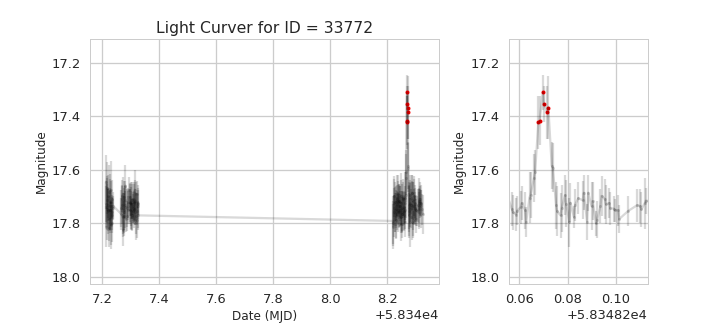 Light Curver for ID = 33772
Magnitude
17.2
17.4
17.6
17.8
18.0
7.2 7.4 7.6 7.8 8.0 8.2
Date (MJD)
+5.834e4
Magnitude
17.2
17.4
17.6
17.8
18.0
0.06 0.08 0.10
+5.83482e4